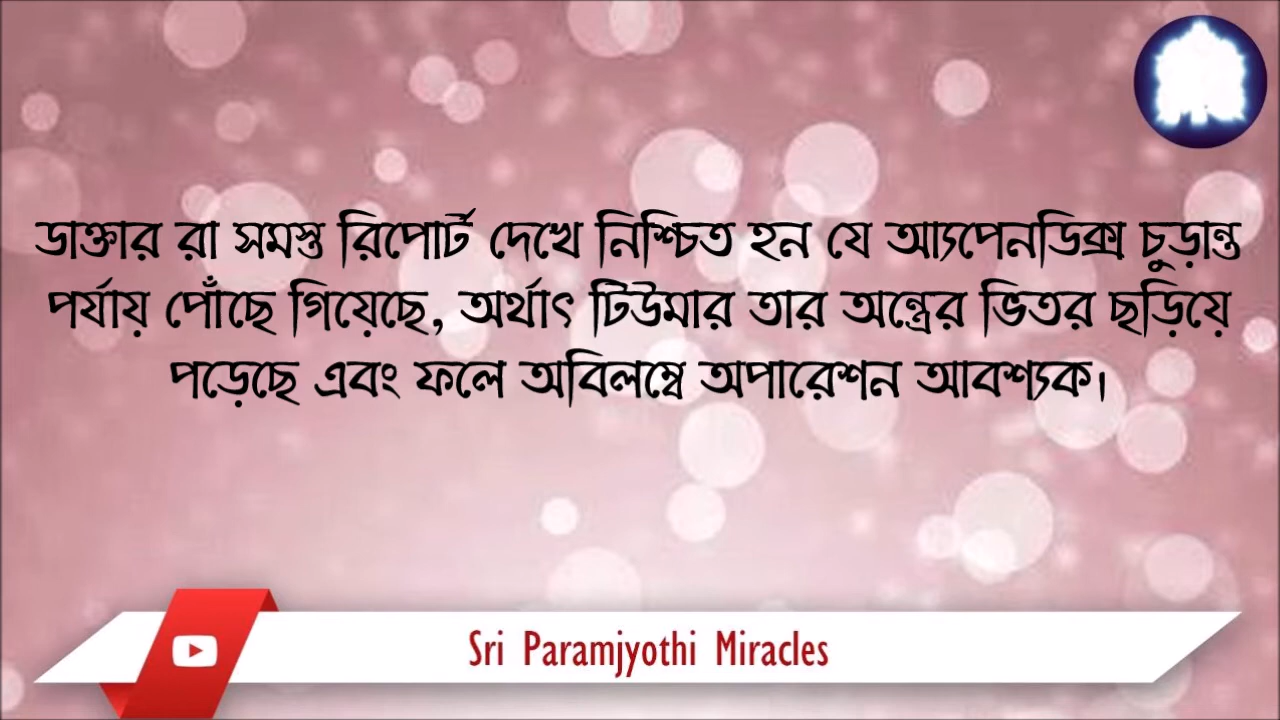 ডাক্তার রা সমস্ত রিপোর্ট দেখে নিশ্চিত হন যে আ্যপেনডিক্স চুড়ান্ত
পর্যায় পোঁছে গিয়েছে, অর্থাৎ টিউমার তার অন্ত্রের ভিতর ছড়িয়ে
পড়েছে এবং ফলে অবিলম্বে অপারেশন আবশ্যক।
Sri Paramjyothi Miracles